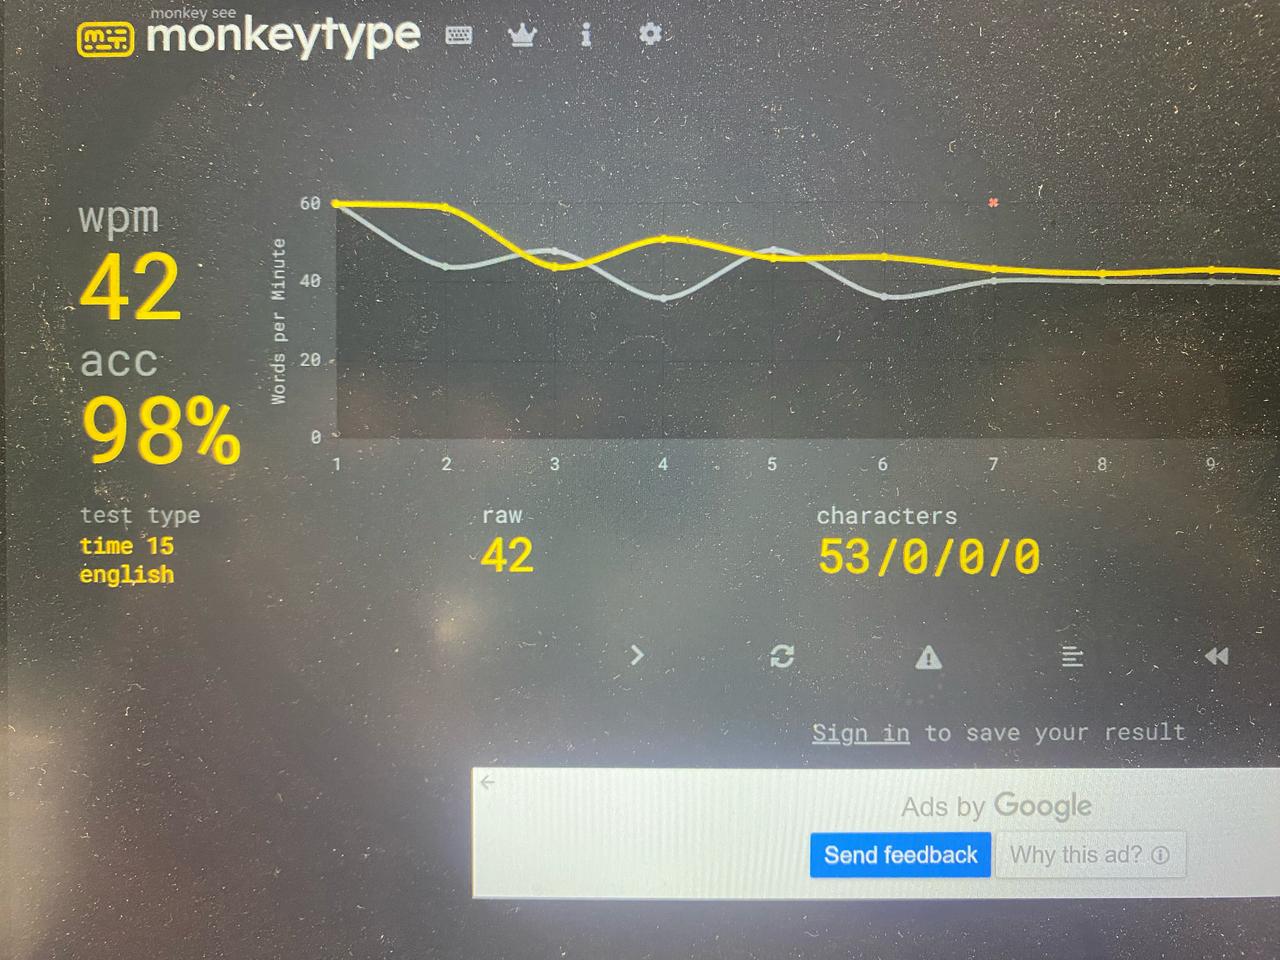 monkey see
monkeytype
wpm
42
acc
98%
Words per Minute
60
40
20
0
1 2 3 4 5 6 7 8 9
test type
time 15
english
raw
42
characters
53/0/0/0
Sign in to save your result
Ads by Google
Send feedback
Why this ad?